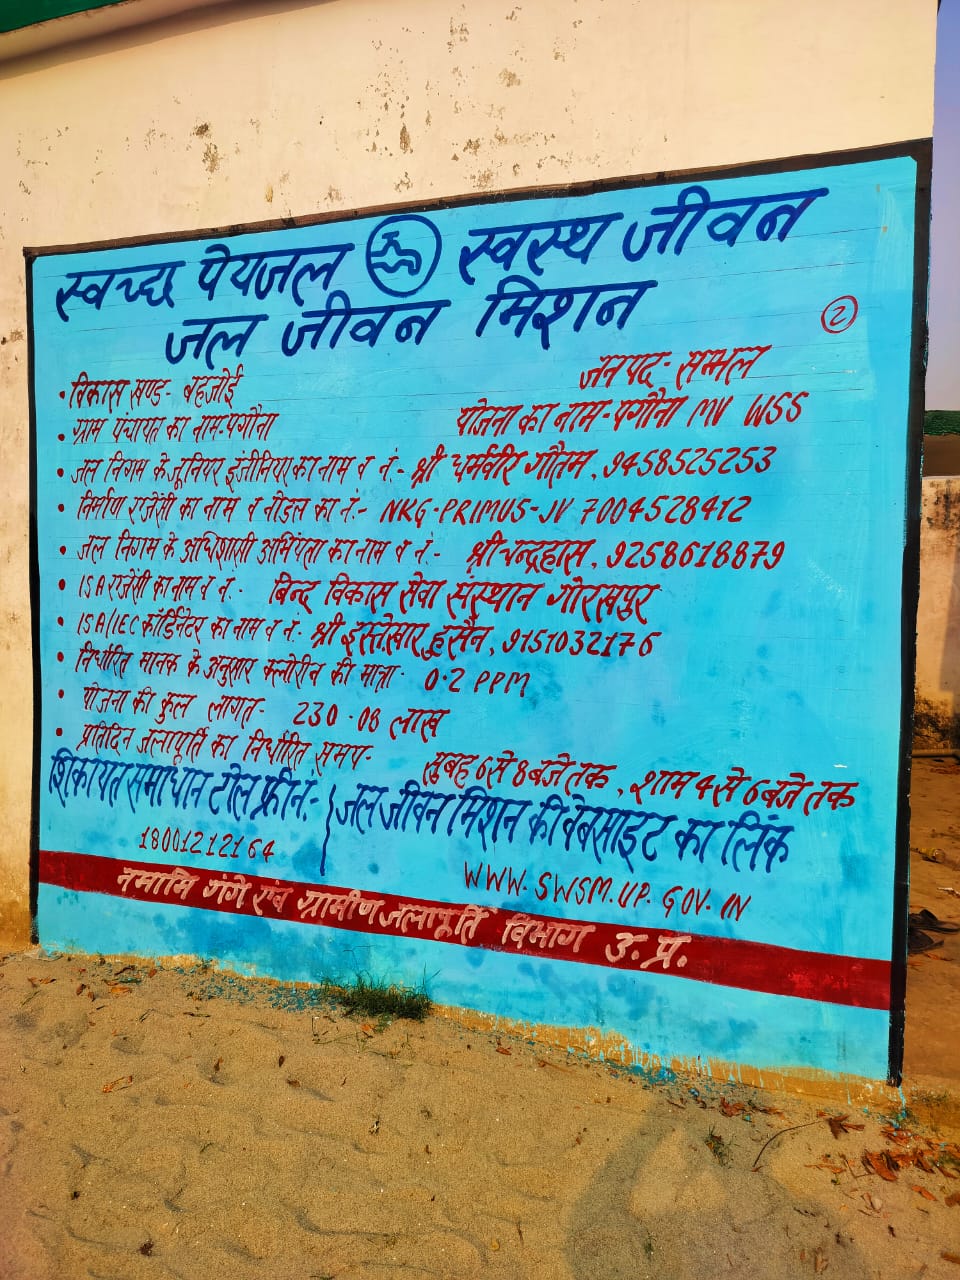 स्वच्छ पेयजल स्वस्थ जीवन
जल जीवन मिशन
2
जनपद- सम्भल
• विकास खण्ड- बहजोई
• ग्राम पंचायत का नाम-पगौना
योजना का नाम-पगौना MV WSS
• जल निगम के जूनियर इंजीनियर का नाम व नं.- श्री धर्मवीर गौतम, 9458525253
• निर्माण एजेंसी का नाम व नोडल का नं.- NKG-PRIMUS-JV 7004528412
• जल निगम के अधिशासी अभियंता का नाम व नं.- श्री चन्द्रहास, 9258618879
• ISA एजेंसी का नाम व नं.- बिन्द विकास सेवा संस्थान गोरखपुर
• ISA/IEC कॉर्डिनेटर का नाम व नं.- श्री इस्तेखार हुसैन, 9151032176
• निर्धारित मानक के अनुसार क्लोरीन की मात्रा- 0.2 PPM
• योजना की कुल लागत- 230.08 लाख
• प्रतिदिन जलापूर्ति का निर्धारित समय- सुबह 6 से 8 बजे तक, शाम 4 से 6 बजे तक
शिकायत समाधान टोल फ्री नं.-
18001212164
जल जीवन मिशन की वेबसाइट का लिंक
WWW.SWSM.UP.GOV.IN
नमामि गंगे एवं ग्रामीण जलापूर्ति विभाग उ.प्र.